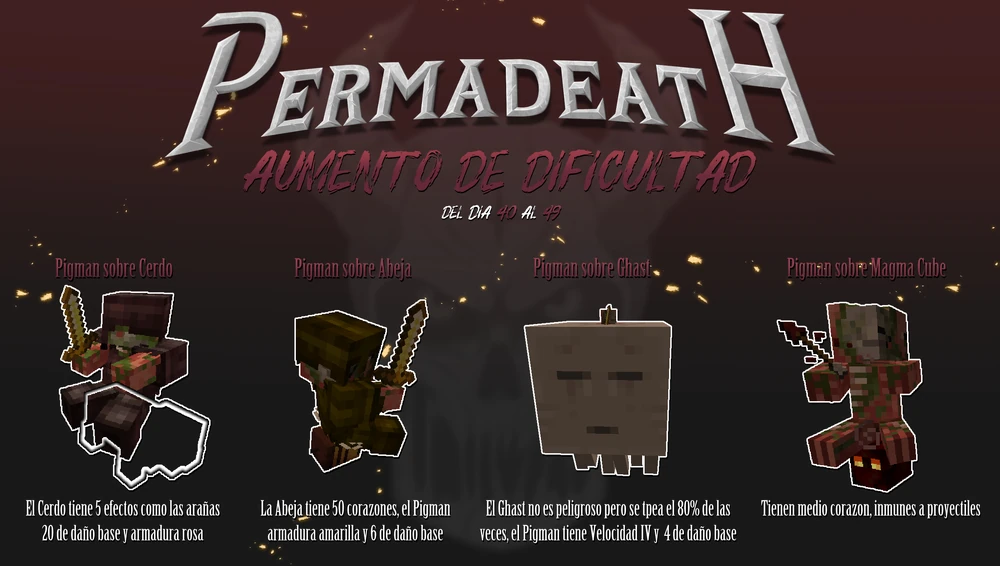 PERMADEATH
AUMENTO DE DIFICULTAD
DEL DIA 40 AL 49
Pigman sobre Cerdo
Pigman sobre Abeja
Pigman sobre Ghast
Pigman sobre Magma Cube
El Cerdo tiene 5 efectos como las arañas
20 de daño base y armadura rosa
La Abeja tiene 50 corazones, el Pigman
armadura amarilla y 6 de daño base
El Ghast no es peligroso pero se tpea el 80% de las
veces, el Pigman tiene Velocidad IV y 4 de daño base
Tienen medio corazon, inmunes a proyectiles